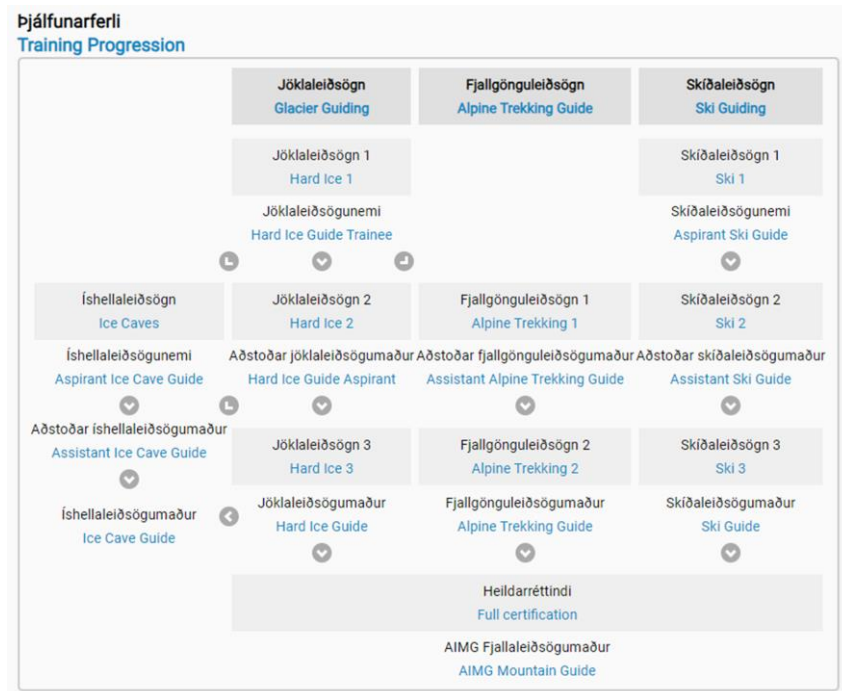 Þjálfunarferli
Training Progression
Jöklaleiðsögn
Glacier Guiding
Fjallgönguleiðsögn
Alpine Trekking Guide
Skíðaleiðsögn
Ski Guiding
Jöklaleiðsögn 1
Hard Ice 1
Skíðaleiðsögn 1
Ski 1
Jöklaleiðsögunemi
Hard Ice Guide Trainee
Skíðaleiðsögunemi
Aspirant Ski Guide
Íshellaleiðsögn
Ice Caves
Jöklaleiðsögn 2
Hard Ice 2
Fjallgönguleiðsögn 1
Alpine Trekking 1
Skíðaleiðsögn 2
Ski 2
Íshellaleiðsögunemi
Aspirant Ice Cave Guide
Aðstoðar jöklaleiðsögumaður
Hard Ice Guide Aspirant
Aðstoðar fjallgönguleiðsögumaður
Assistant Alpine Trekking Guide
Aðstoðar skíðaleiðsögumaður
Assistant Ski Guide
Aðstoðar íshellaleiðsögumaður
Assistant Ice Cave Guide
Jöklaleiðsögn 3
Hard Ice 3
Fjallgönguleiðsögn 2
Alpine Trekking 2
Skíðaleiðsögn 3
Ski 3
Íshellaleiðsögumaður
Ice Cave Guide
Jöklaleiðsögumaður
Hard Ice Guide
Fjallgönguleiðsögumaður
Alpine Trekking Guide
Skíðaleiðsögumaður
Ski Guide
Heildarréttindi
Full certification
AIMG Fjallaleiðsögumaður
AIMG Mountain Guide